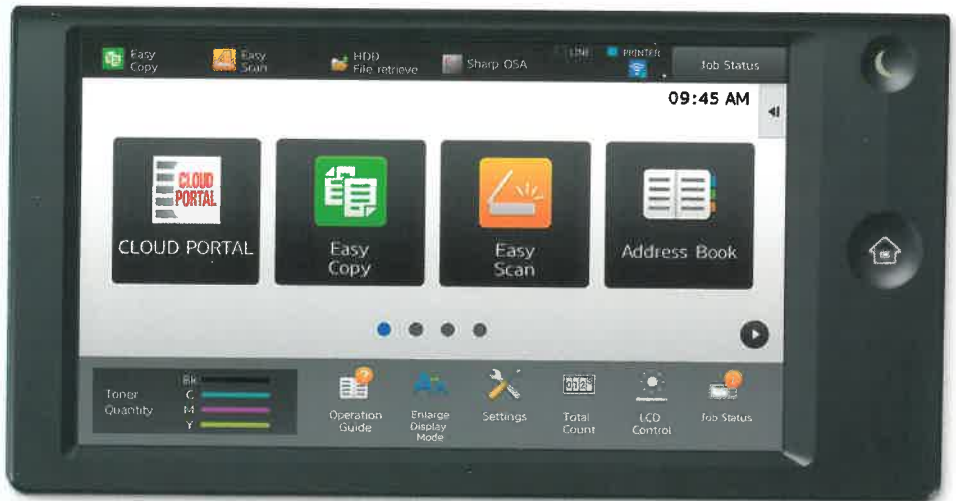 Easy
Copy
Easy
Scan
HDD
File retrieve
Sharp OSA
LINE
PRINTER
Job Status
09:45 AM
CLOUD
PORTAL
CLOUD PORTAL
Easy
Copy
Easy
Scan
Address Book
Toner
Quantity
Bk
C
M
Y
Operation
Guide
Enlarge
Display
Mode
Settings
Total
Count
LCD
Control
Job Status